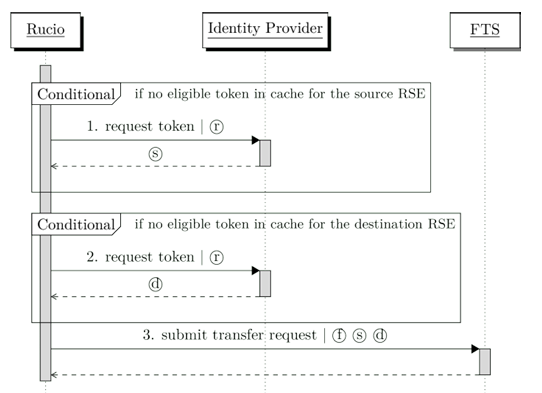 Rucio
Identity Provider
FTS
Conditional if no eligible token in cache for the source RSE
1. request token | ⓡ
ⓢ
Conditional if no eligible token in cache for the destination RSE
2. request token | ⓡ
ⓓ
3. submit transfer request | ⓕ ⓢ ⓓ